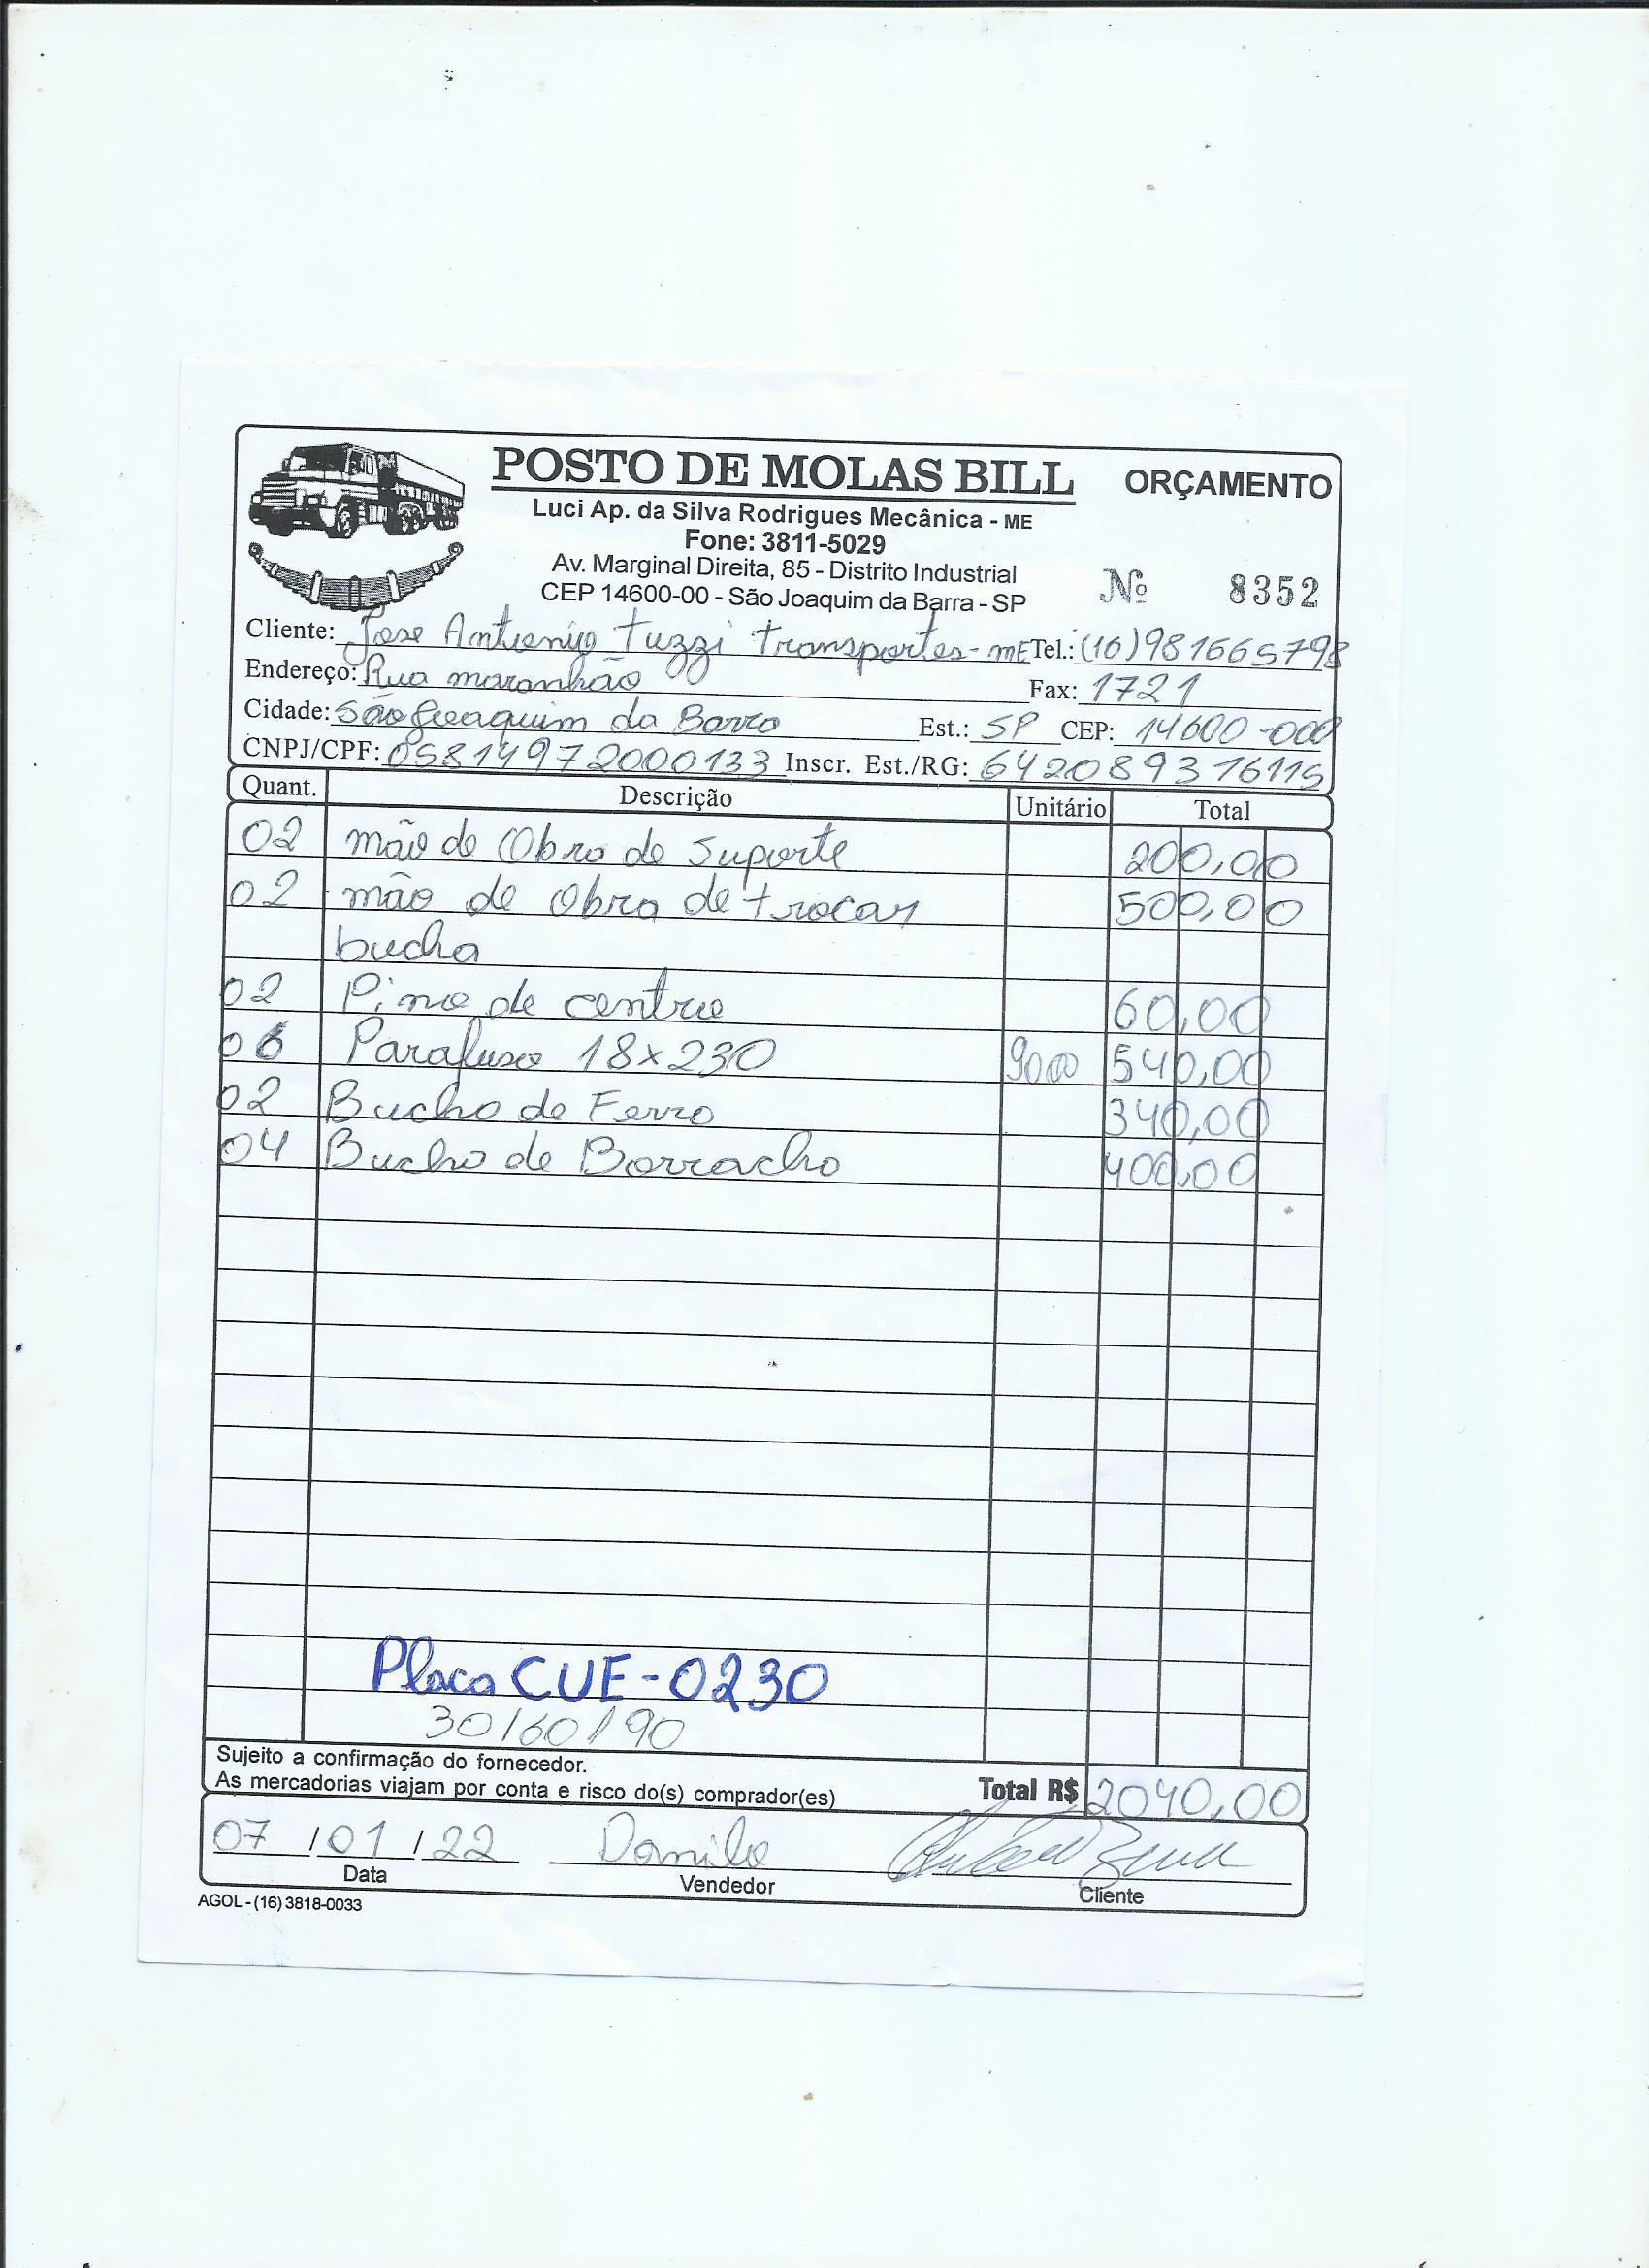 POSTO DE MOLAS BILL ORÇAMENTO
Luci Ap. da Silva Rodrigues Mecânica - ME
Fone: 3811-5029
Av. Marginal Direita, 85 - Distrito Industrial
CEP 14600-00 - São Joaquim da Barra - SP
Nº 8352
Cliente: Jose Antuenio Tuzzi transportes-mE Tel.: (16) 981665798
Endereço: Rua maranhão Fax: 1721
Cidade: São Joaquim da Barra Est.: SP CEP: 14600-000
CNPJ/CPF: 05814972000133 Inscr. Est./RG: 642089316115
Quant. Descrição Unitário Total
02 mão de Obra de Suporte 200,00
02 mão de obra de trocar 500,00
bucha
02 Pino de centro 60,00
06 Parafuso 18x230 9000 540,00
02 Bucha de Ferro 340,00
04 Bucha de Borracha 400,00
Placa CUE-0230
30/60/90
Sujeito a confirmação do fornecedor.
As mercadorias viajam por conta e risco do(s) comprador(es) Total R$ 2040,00
07/01/22 Danilo
Data Vendedor Cliente
AGOL - (16) 3818-0033